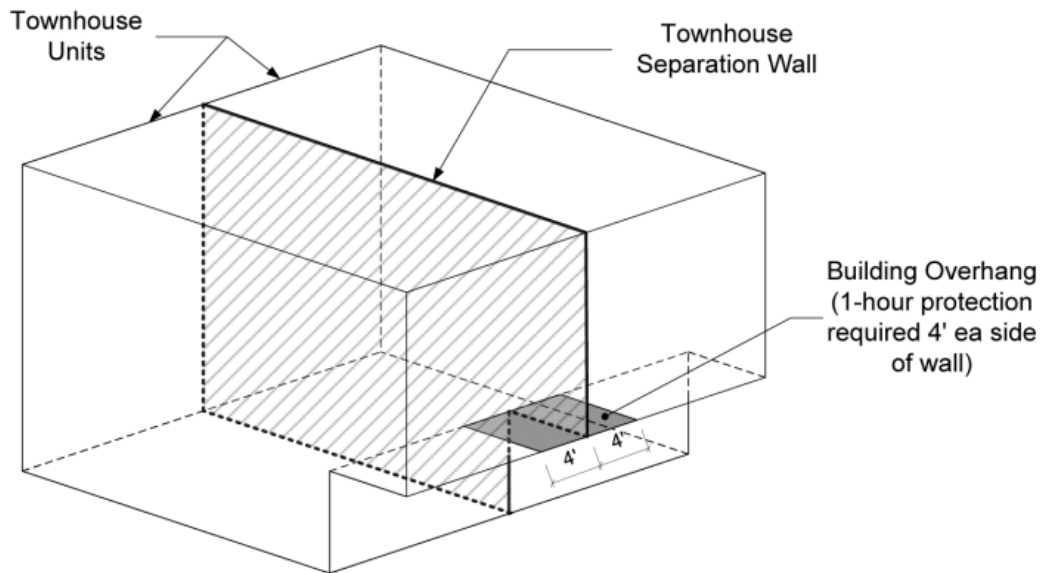 Townhouse
Units
Townhouse
Separation Wall
Building Overhang
(1-hour protection
required 4' ea side
of wall)
4'
4'